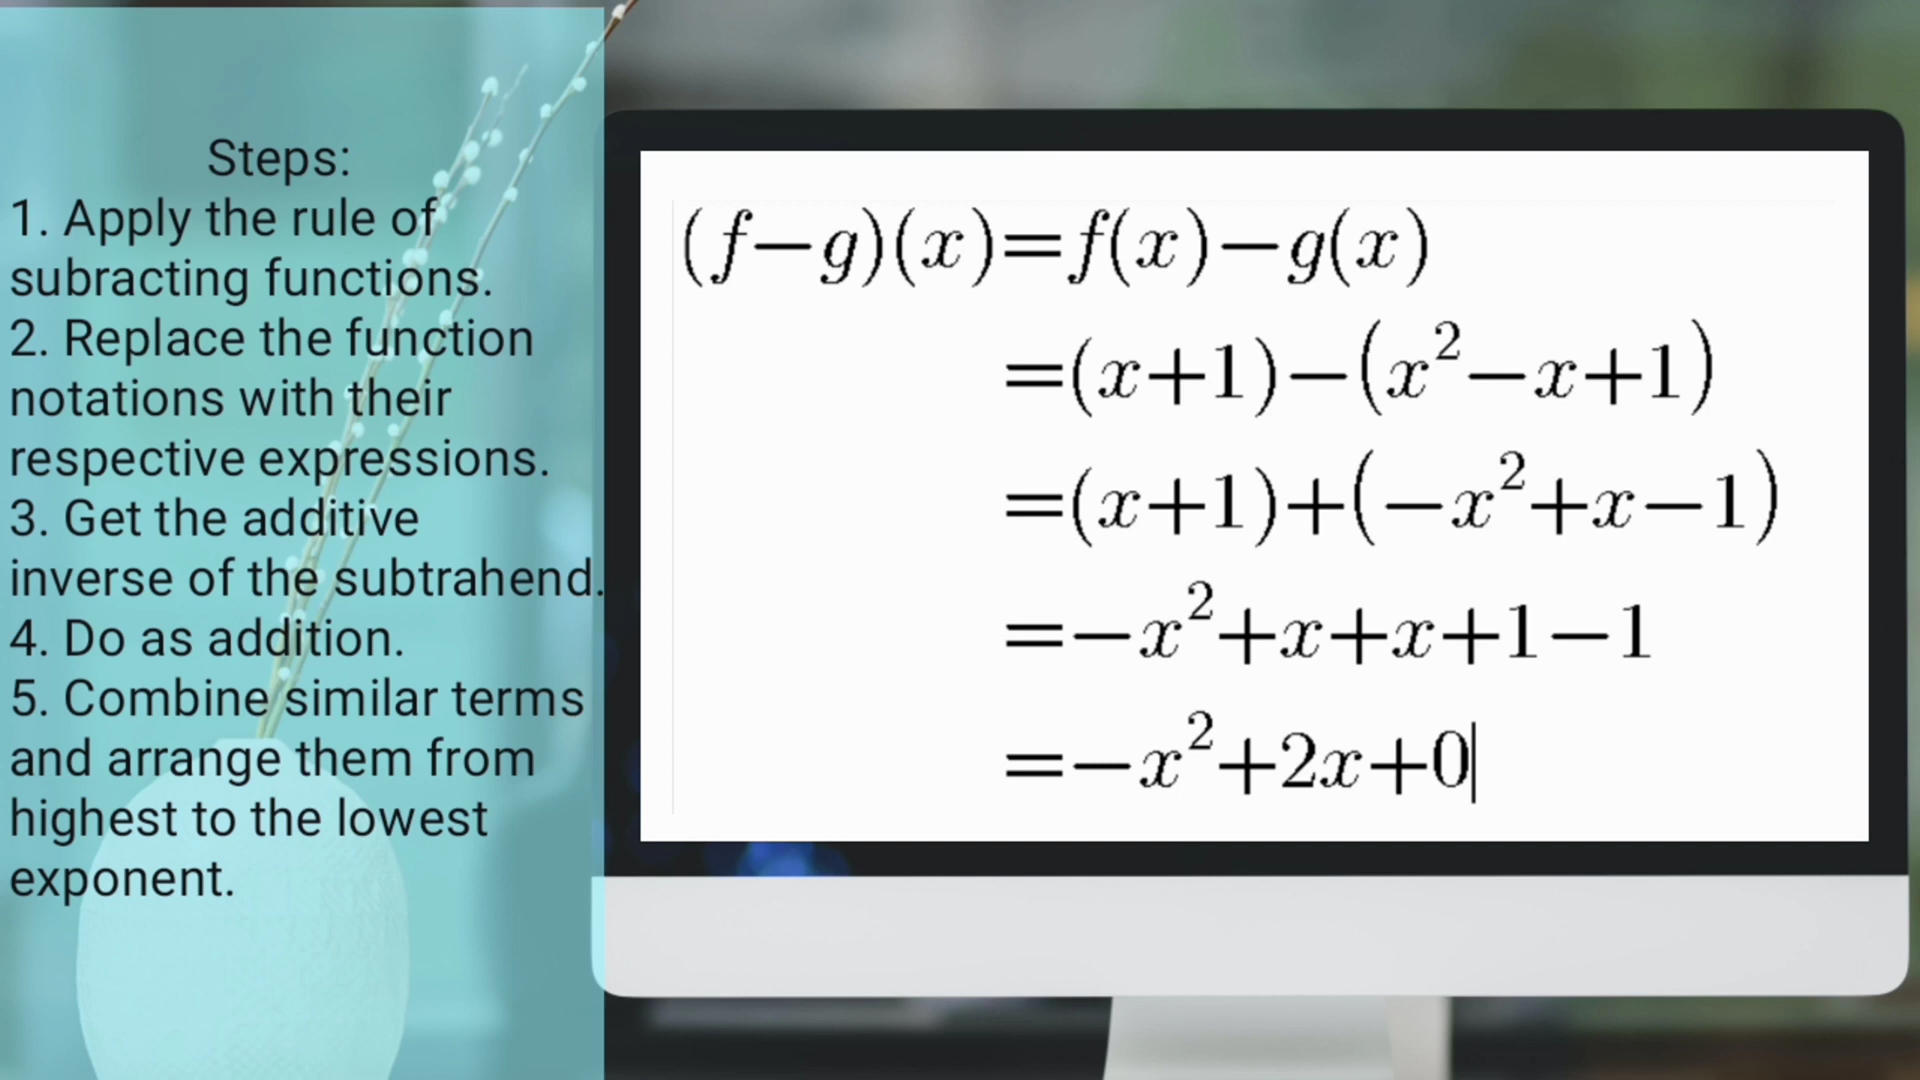 Steps:
1. Apply the rule of
subracting functions.
2. Replace the function
notations with their
respective expressions.
3. Get the additive
inverse of the subtrahend.
4. Do as addition.
5. Combine similar terms
and arrange them from
highest to the lowest
exponent.
(f−g)(x)=f(x)−g(x)
=(x+1)−(x²−x+1)
=(x+1)+(−x²+x−1)
=−x²+x+x+1−1
=−x²+2x+0